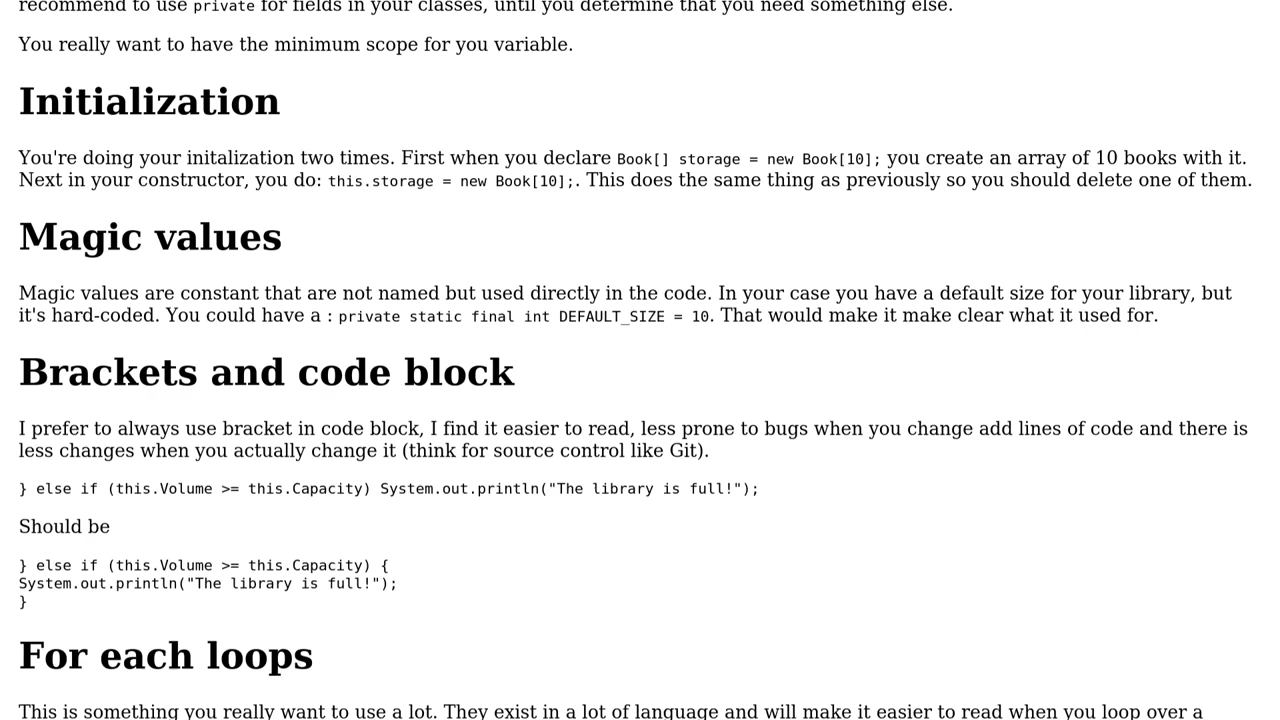 recommend to use private for fields in your classes, until you determine that you need something else.
You really want to have the minimum scope for you variable.
Initialization
You're doing your initalization two times. First when you declare Book[] storage = new Book[10]; you create an array of 10 books with it.
Next in your constructor, you do: this.storage = new Book[10];. This does the same thing as previously so you should delete one of them.
Magic values
Magic values are constant that are not named but used directly in the code. In your case you have a default size for your library, but
it's hard-coded. You could have a : private static final int DEFAULT_SIZE = 10. That would make it make clear what it used for.
Brackets and code block
I prefer to always use bracket in code block, I find it easier to read, less prone to bugs when you change add lines of code and there is
less changes when you actually change it (think for source control like Git).
} else if (this.Volume >= this.Capacity) System.out.println("The library is full!");
Should be
} else if (this.Volume >= this.Capacity) {
System.out.println("The library is full!");
}
For each loops
This is something you really want to use a lot. They exist in a lot of language and will make it easier to read when you loop over a